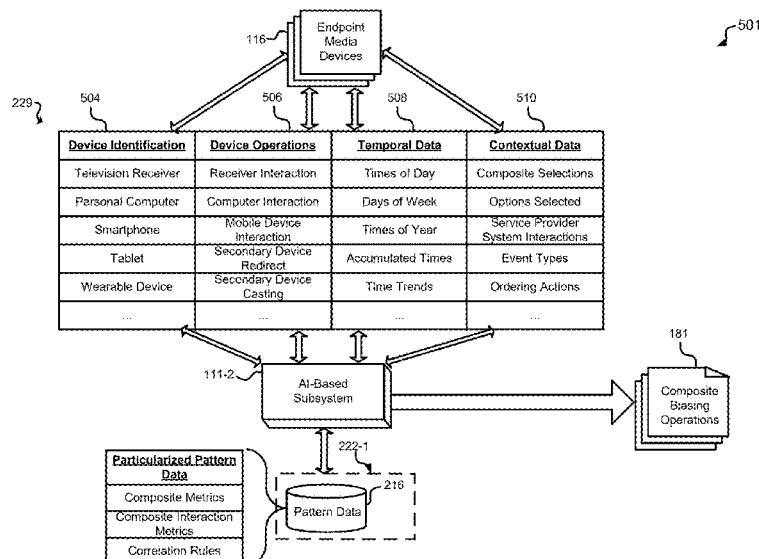 501
116
Endpoint
Media
Devices
229
504
506
508
510
Device Identification
Device Operations
Temporal Data
Contextual Data
Television Receiver
Receiver Interaction
Times of Day
Composite Selections
Personal Computer
Computer Interaction
Days of Week
Options Selected
Smartphone
Mobile Device
Interaction
Times of Year
Service Provider
System Interactions
Tablet
Secondary Device
Redirect
Accumulated Times
Event Types
Wearable Device
Secondary Device
Casting
Time Trends
Ordering Actions
...
...
...
...
111-2
AI-Based
Subsystem
181
Composite
Biasing
Operations
222-1
216
Pattern Data
Particularized Pattern
Data
Composite Metrics
Composite Interaction
Metrics
Correlation Rules